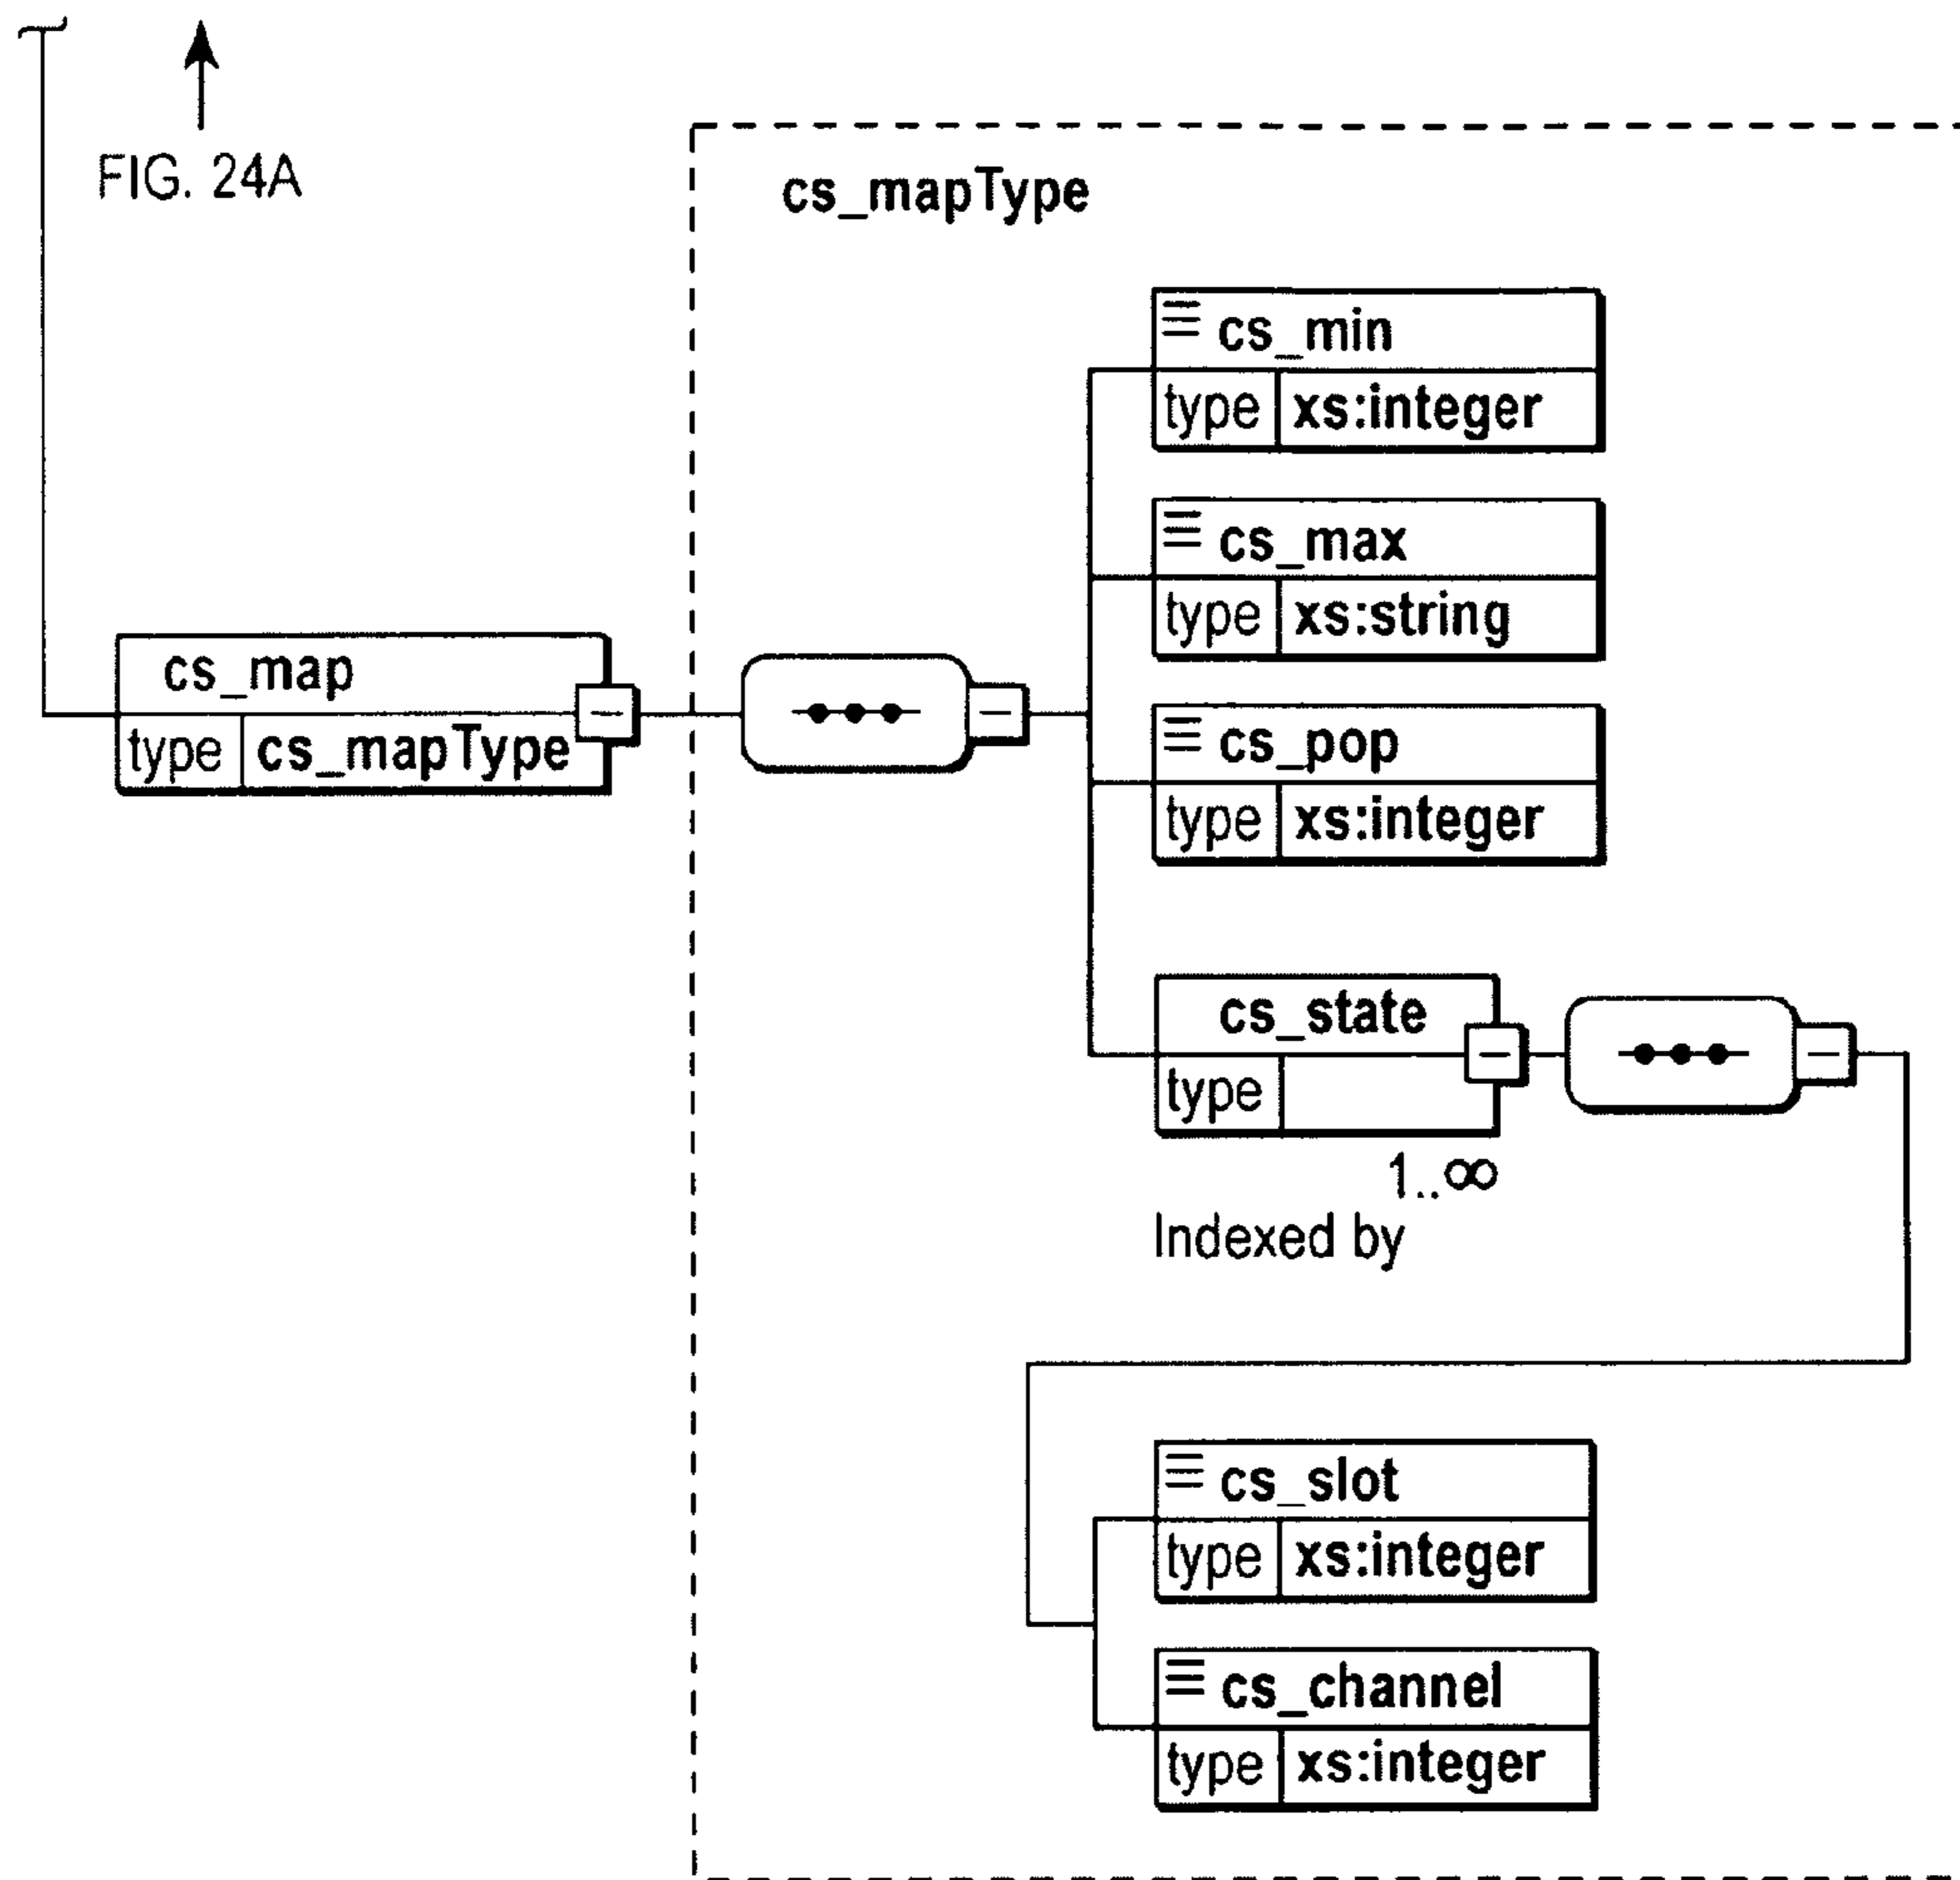 FIG. 24A
cs_mapType
cs_min
type xs:integer
cs_max
type xs:string
cs_map
type cs_mapType
cs_pop
type xs:integer
cs_state
type
1..∞
Indexed by
cs_slot
type xs:integer
cs_channel
type xs:integer